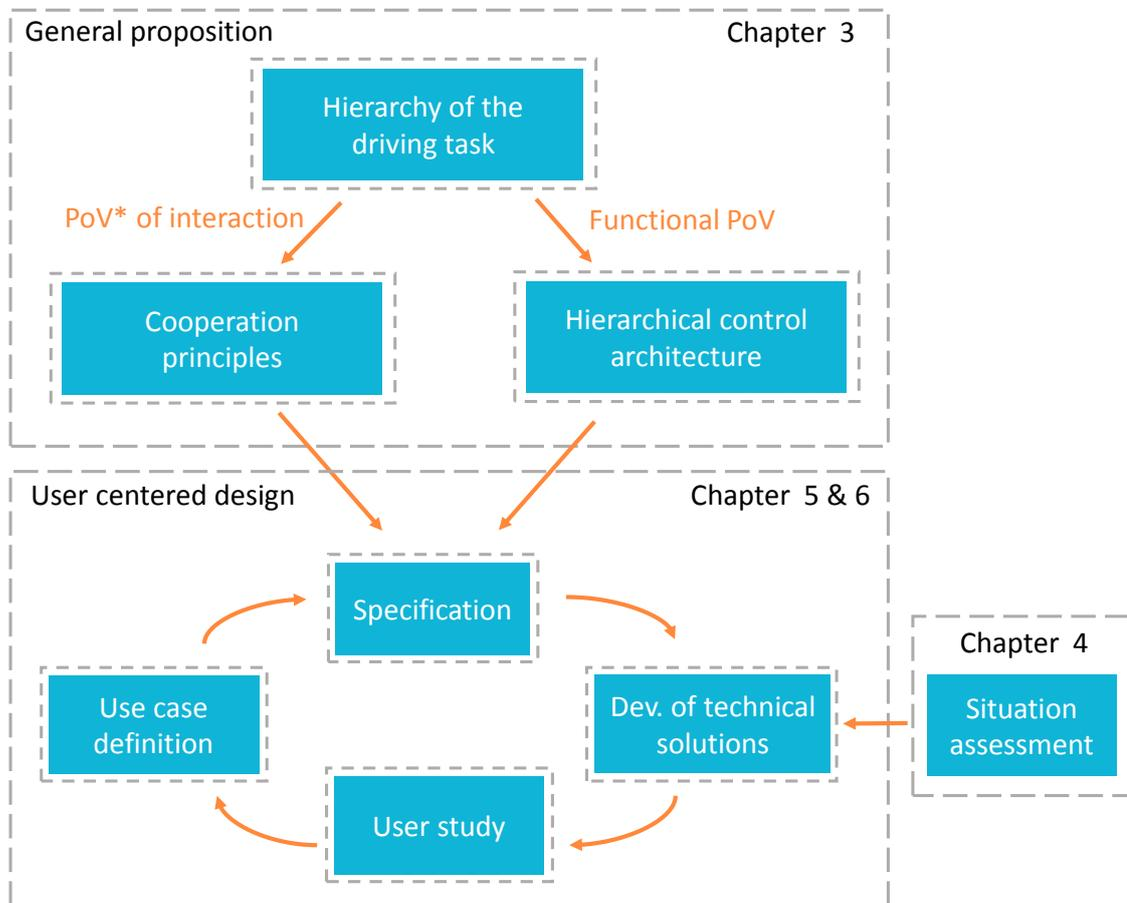 General proposition
Chapter 3
Hierarchy of the
driving task
PoV* of interaction
Functional PoV
Cooperation
principles
Hierarchical control
architecture
User centered design
Chapter 5 & 6
Specification
Use case
definition
Dev. of technical
solutions
User study
Chapter 4
Situation
assessment